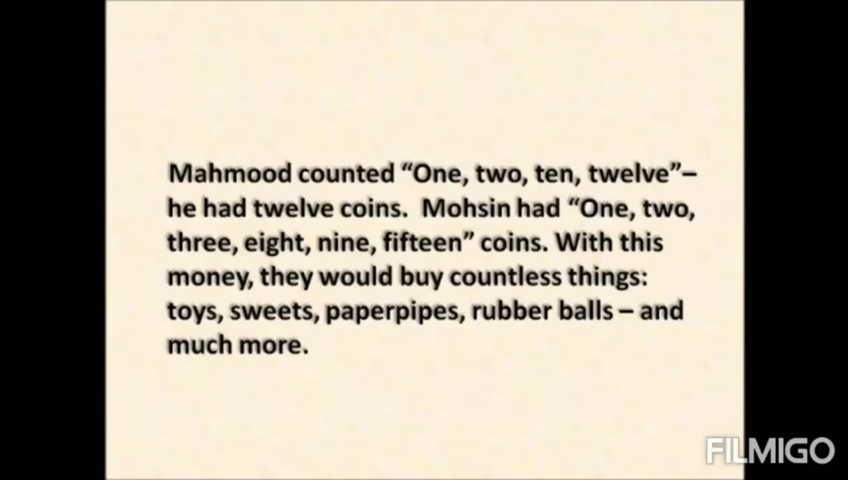 Mahmood counted “One, two, ten, twelve”–
he had twelve coins.  Mohsin had “One, two,
three, eight, nine, fifteen” coins. With this
money, they would buy countless things:
toys, sweets, paperpipes, rubber balls – and
much more.
FILMIGO